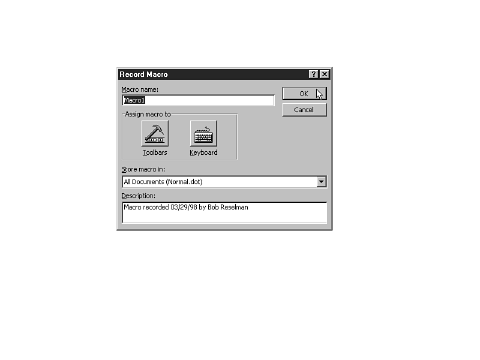 Record Macro
Macro name:
Macro1
OK
Cancel
Assign macro to
Toolbars
Keyboard
Store macro in:
All Documents (Normal.dot)
Description:
Macro recorded 03/29/98 by Bob Reselman